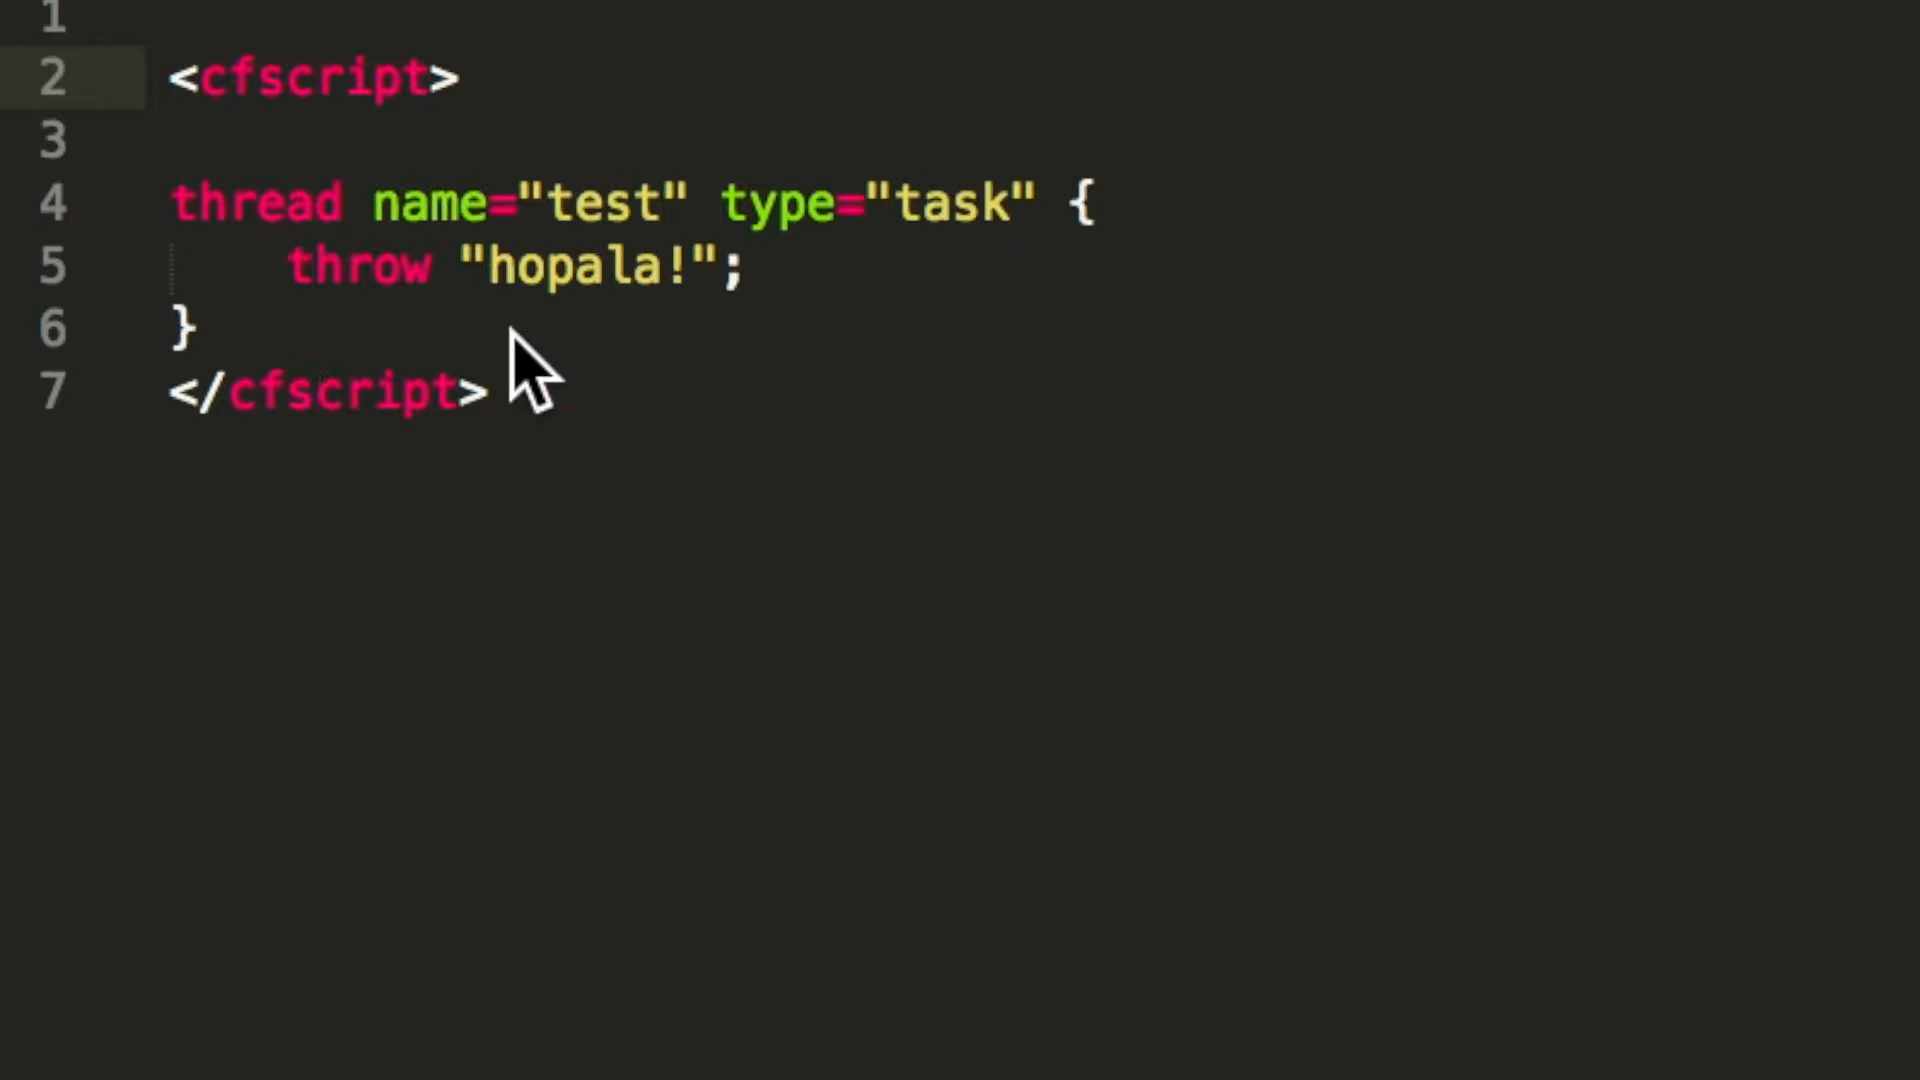 1
2 <cfscript>
3
4 thread name="test" type="task" {
5 throw "hopala!";
6 }
7 </cfscript>